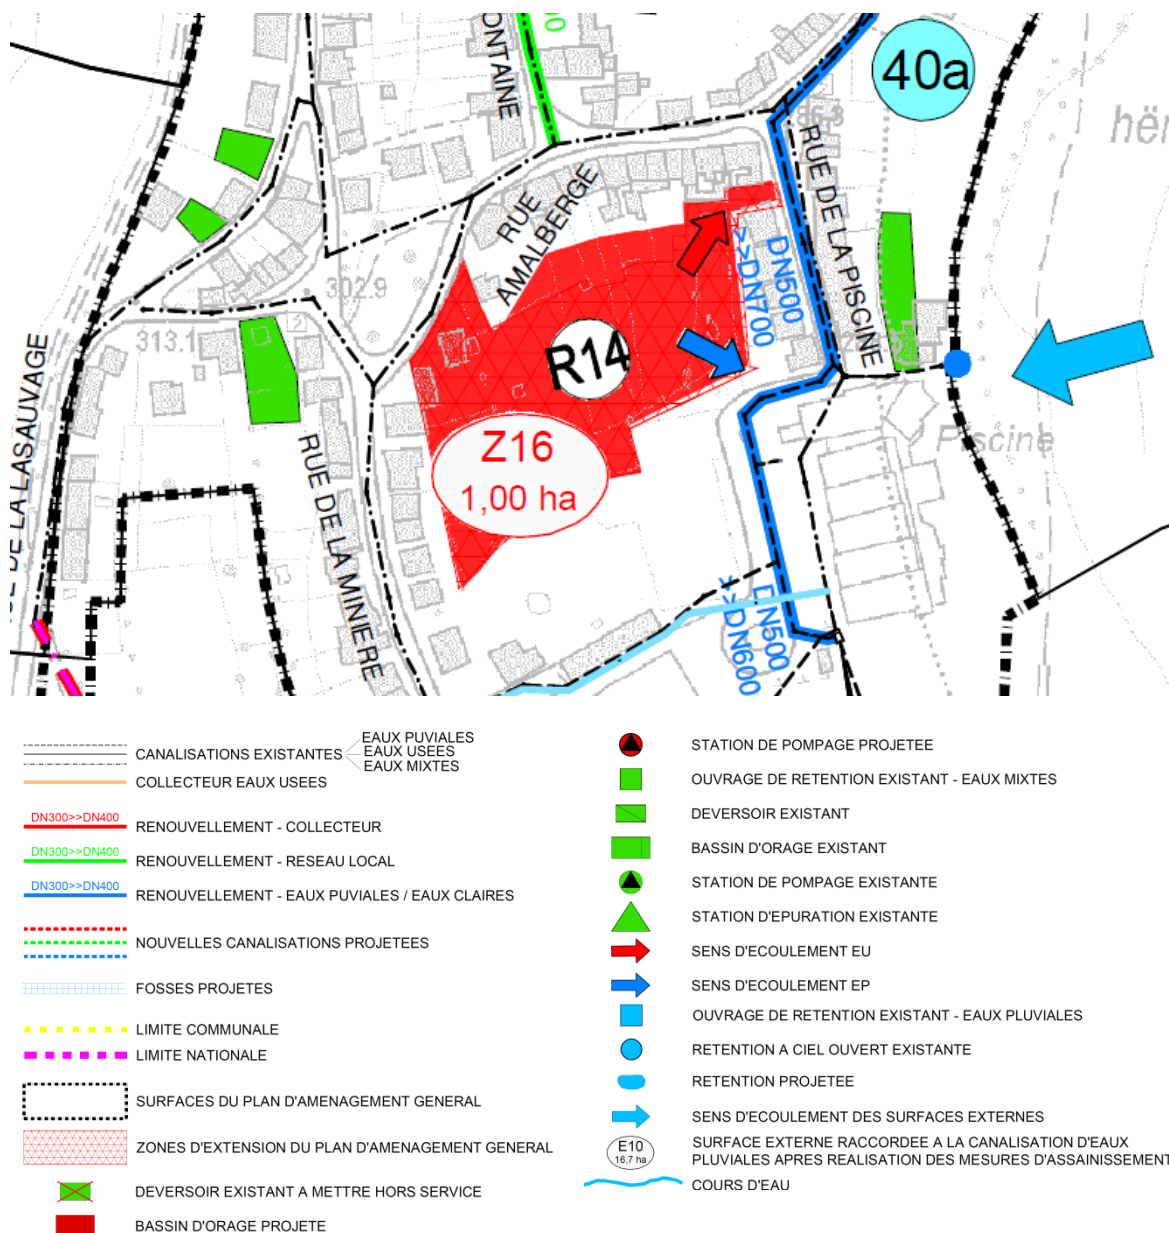 ONTAINE
00
40a
86.3
hër
RUE DE LA PISCINE
RUE
AMALBERGE
DN500
>>DN700
302.9
313.1
R14
Z16
1,00 ha
Piscine
DE LA LASAUVAGE
RUE DE LA MINIERE
DN500
>>DN600
CANALISATIONS EXISTANTES
EAUX PUVIALES
EAUX USEES
EAUX MIXTES
COLLECTEUR EAUX USEES
DN300>>DN400
RENOUVELLEMENT - COLLECTEUR
DN300>>DN400
RENOUVELLEMENT - RESEAU LOCAL
DN300>>DN400
RENOUVELLEMENT - EAUX PUVIALES / EAUX CLAIRES
NOUVELLES CANALISATIONS PROJETEES
FOSSES PROJETES
LIMITE COMMUNALE
LIMITE NATIONALE
SURFACES DU PLAN D'AMENAGEMENT GENERAL
ZONES D'EXTENSION DU PLAN D'AMENAGEMENT GENERAL
DEVERSOIR EXISTANT A METTRE HORS SERVICE
BASSIN D'ORAGE PROJETE
STATION DE POMPAGE PROJETEE
OUVRAGE DE RETENTION EXISTANT - EAUX MIXTES
DEVERSOIR EXISTANT
BASSIN D'ORAGE EXISTANT
STATION DE POMPAGE EXISTANTE
STATION D'EPURATION EXISTANTE
SENS D'ECOULEMENT EU
SENS D'ECOULEMENT EP
OUVRAGE DE RETENTION EXISTANT - EAUX PLUVIALES
RETENTION A CIEL OUVERT EXISTANTE
RETENTION PROJETEE
SENS D'ECOULEMENT DES SURFACES EXTERNES
E10
16,7 ha
SURFACE EXTERNE RACCORDEE A LA CANALISATION D'EAUX
PLUVIALES APRES REALISATION DES MESURES D'ASSAINISSEMENT
COURS D'EAU